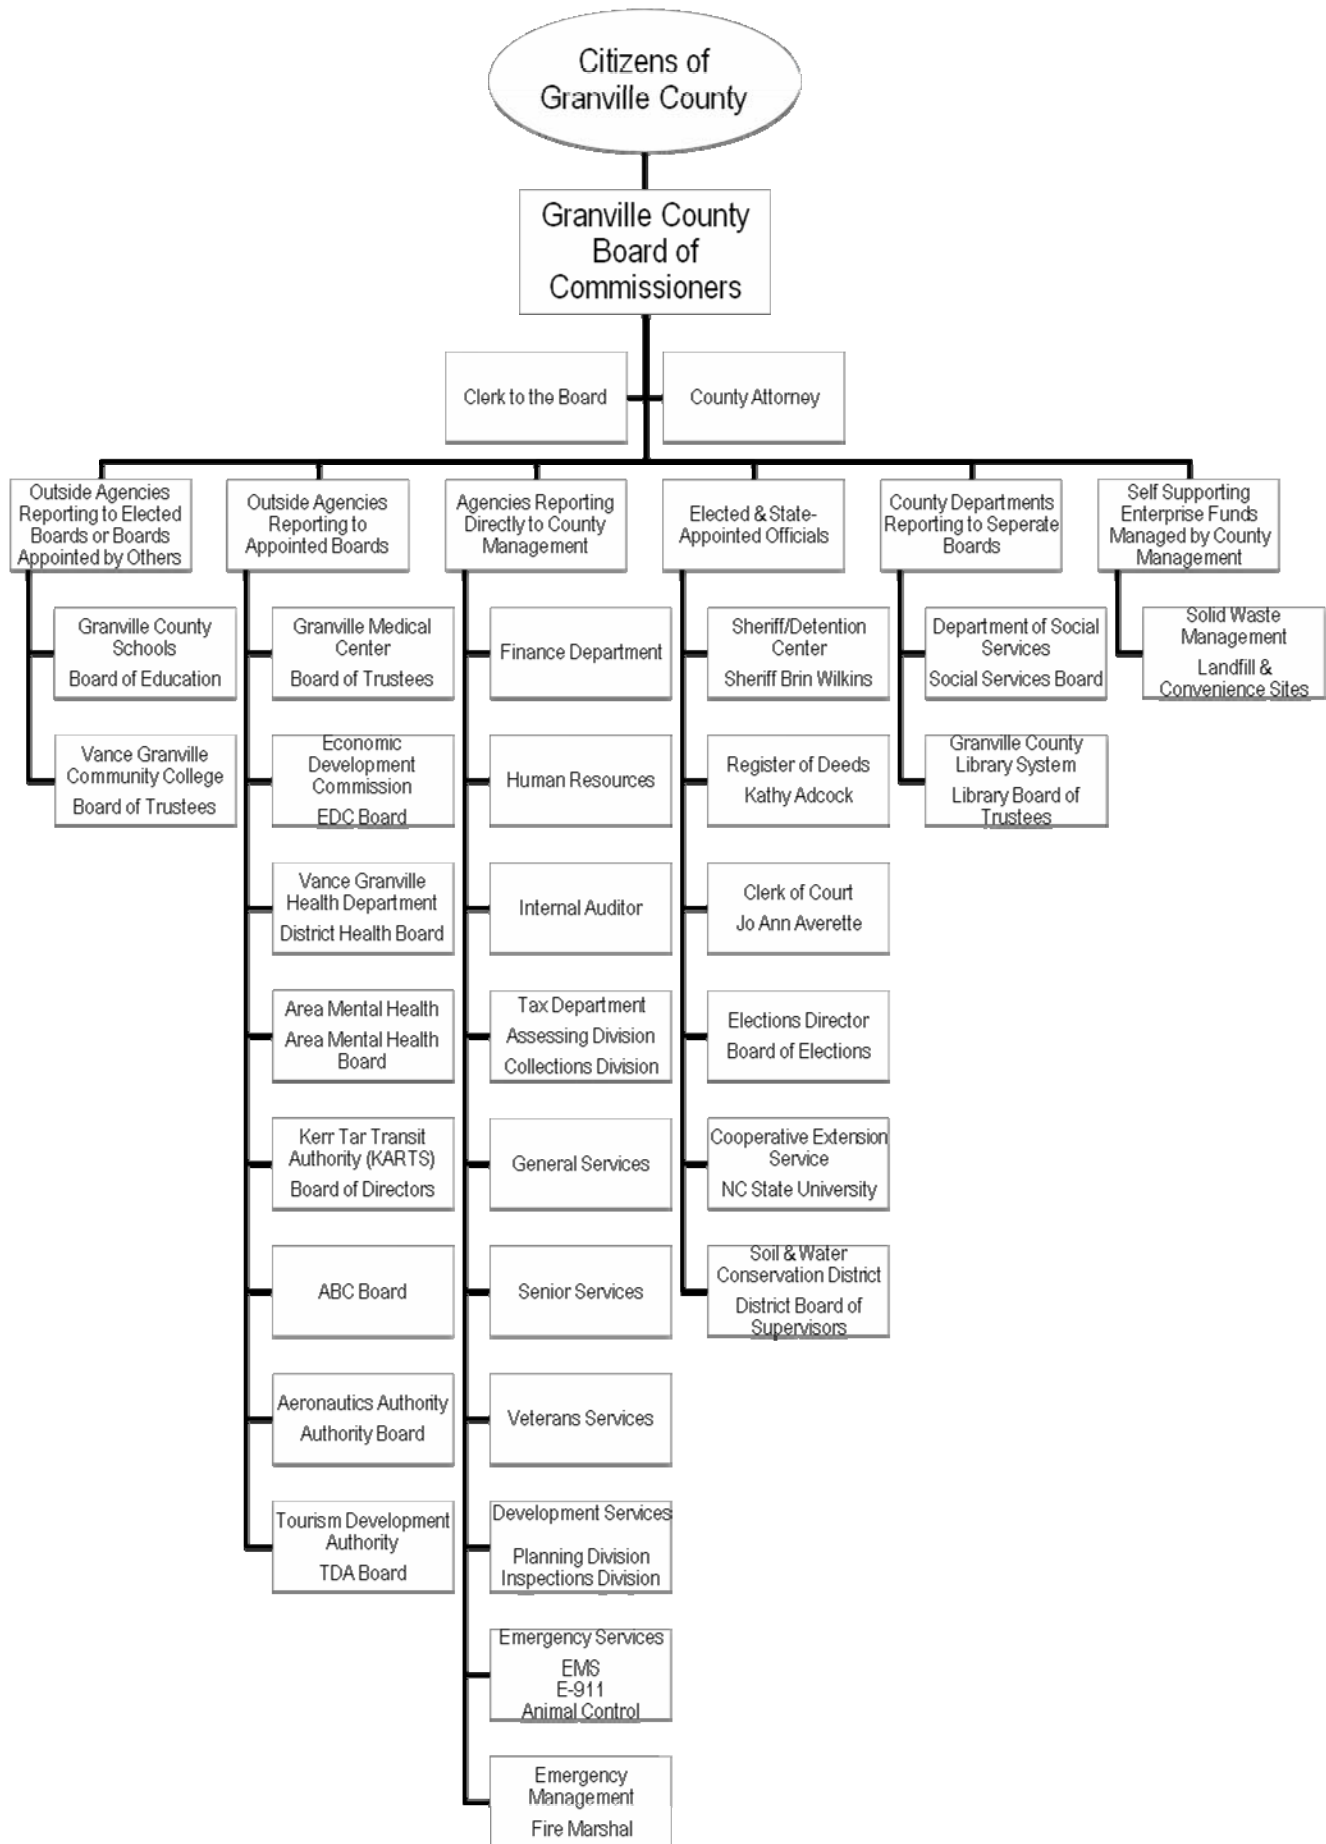 Citizens of
Granville County
Granville County
Board of
Commissioners
Clerk to the Board
County Attorney
Outside Agencies
Reporting to Elected
Boards or Boards
Appointed by Others
Granville County
Schools
Board of Education
Vance Granville
Community College
Board of Trustees
Outside Agencies
Reporting to
Appointed Boards
Granville Medical
Center
Board of Trustees
Economic
Development
Commission
EDC Board
Vance Granville
Health Department
District Health Board
Area Mental Health
Area Mental Health
Board
Kerr Tar Transit
Authority (KARTS)
Board of Directors
ABC Board
Aeronautics Authority
Authority Board
Tourism Development
Authority
TDA Board
Agencies Reporting
Directly to County
Management
Finance Department
Human Resources
Internal Auditor
Tax Department
Assessing Division
Collections Division
General Services
Senior Services
Veterans Services
Development Services
Planning Division
Inspections Division
Emergency Services
EMS
E-911
Animal Control
Emergency
Management
Fire Marshal
Elected & State-
Appointed Officials
Sheriff/Detention
Center
Sheriff Brin Wilkins
Register of Deeds
Kathy Adcock
Clerk of Court
Jo Ann Averette
Elections Director
Board of Elections
Cooperative Extension
Service
NC State University
Soil & Water
Conservation District
District Board of
Supervisors
County Departments
Reporting to Seperate
Boards
Department of Social
Services
Social Services Board
Granville County
Library System
Library Board of
Trustees
Self Supporting
Enterprise Funds
Managed by County
Management
Solid Waste
Management
Landfill &
Convenience Sites